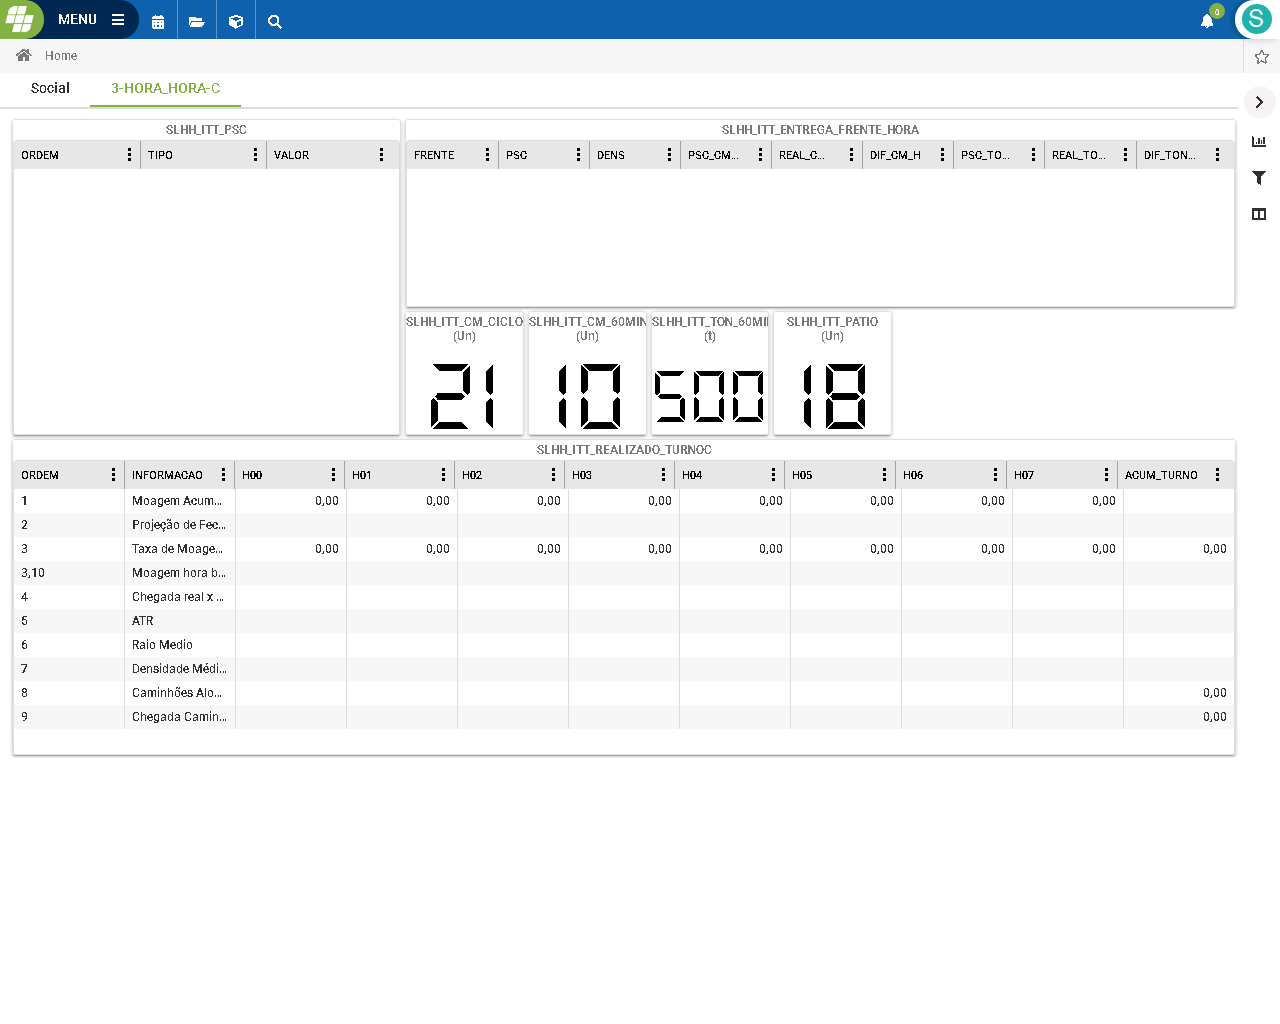 MENU
0
S
Home
Social
3-HORA_HORA-C
SLHH_ITT_PSC
ORDEM TIPO VALOR
SLHH_ITT_ENTREGA_FRENTE_HORA
FRENTE PSC DENS PSC_CM... REAL_C... DIF_CM_H PSC_TO... REAL_TO... DIF_TON...
SLHH_ITT_CM_CICLO
(Un)
21
SLHH_ITT_CM_60MIN
(Un)
10
SLHH_ITT_TON_60MI
(t)
500
SLHH_ITT_PATIO
(Un)
18
SLHH_ITT_REALIZADO_TURNOC
ORDEM INFORMACAO H00 H01 H02 H03 H04 H05 H06 H07 ACUM_TURNO
1 Moagem Acum... 0,00 0,00 0,00 0,00 0,00 0,00 0,00 0,00
2 Projeção de Fec...
3 Taxa de Moage... 0,00 0,00 0,00 0,00 0,00 0,00 0,00 0,00 0,00
3,10 Moagem hora b...
4 Chegada real x ...
5 ATR
6 Raio Medio
7 Densidade Médi...
8 Caminhões Alo... 0,00
9 Chegada Camin... 0,00